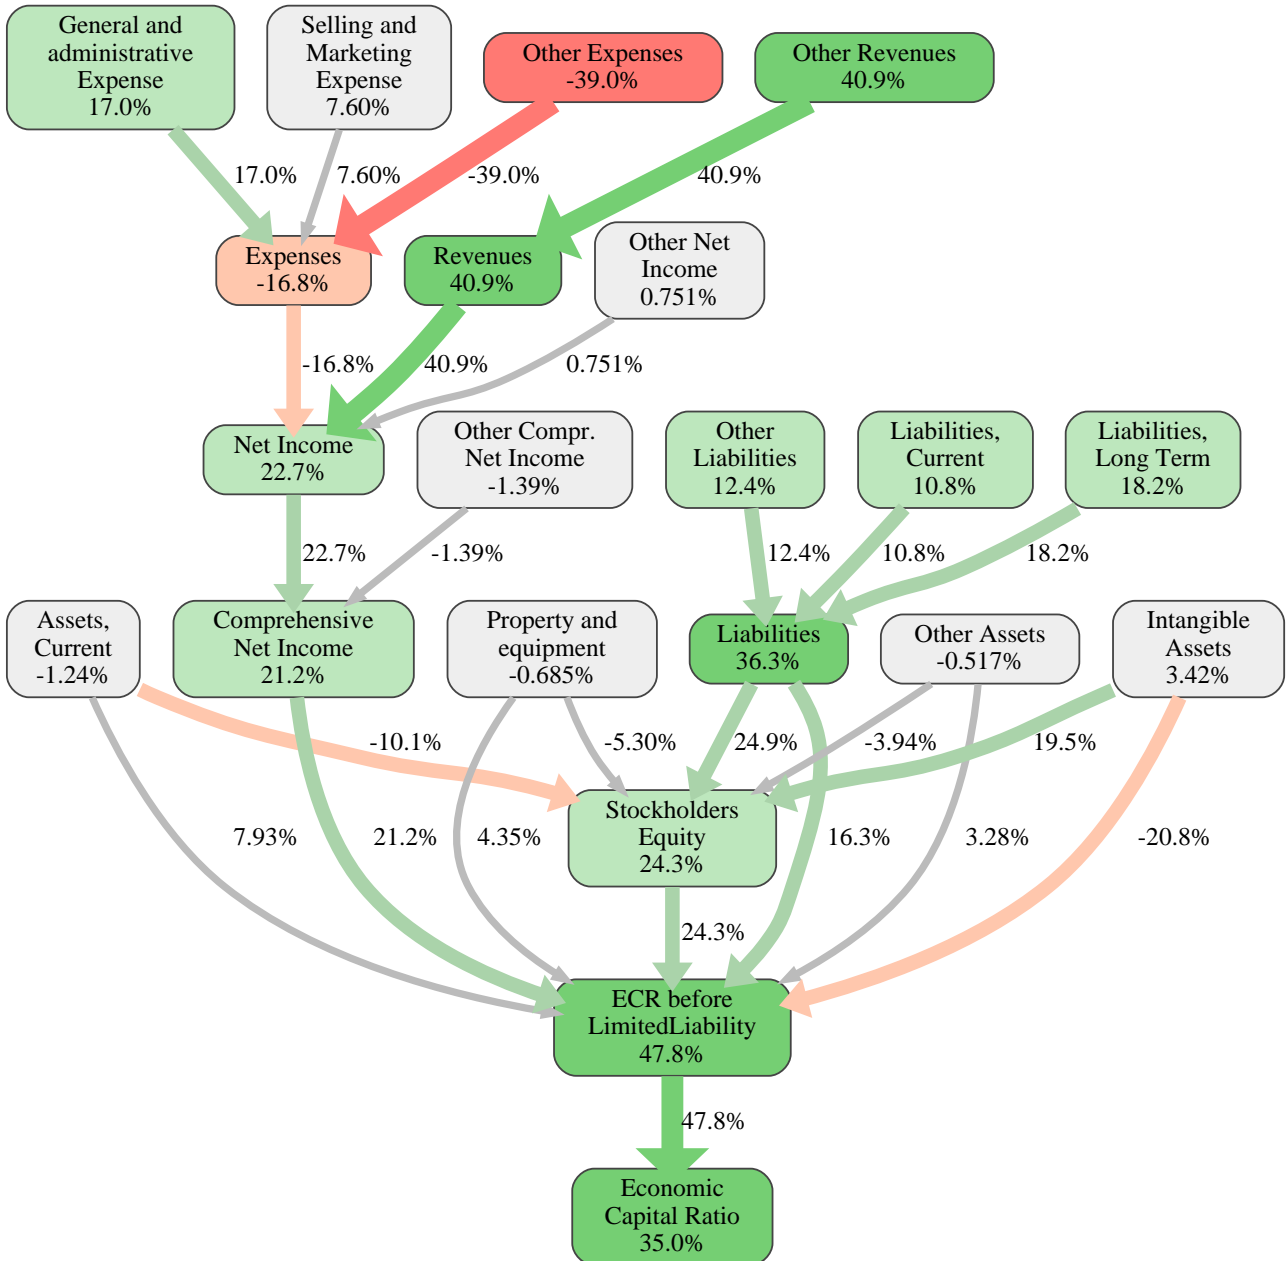 General and
administrative
Expense
17.0%
Selling and
Marketing
Expense
7.60%
Other Expenses
-39.0%
Other Revenues
40.9%
17.0%
7.60%
-39.0%
40.9%
Expenses
-16.8%
Revenues
40.9%
Other Net
Income
0.751%
-16.8%
40.9%
0.751%
Net Income
22.7%
Other Compr.
Net Income
-1.39%
Other
Liabilities
12.4%
Liabilities,
Current
10.8%
Liabilities,
Long Term
18.2%
22.7%
-1.39%
12.4%
10.8%
18.2%
Assets,
Current
-1.24%
Comprehensive
Net Income
21.2%
Property and
equipment
-0.685%
Liabilities
36.3%
Other Assets
-0.517%
Intangible
Assets
3.42%
-10.1%
-5.30%
24.9%
-3.94%
19.5%
Stockholders
Equity
24.3%
7.93%
21.2%
4.35%
16.3%
3.28%
-20.8%
24.3%
ECR before
LimitedLiability
47.8%
47.8%
Economic
Capital Ratio
35.0%